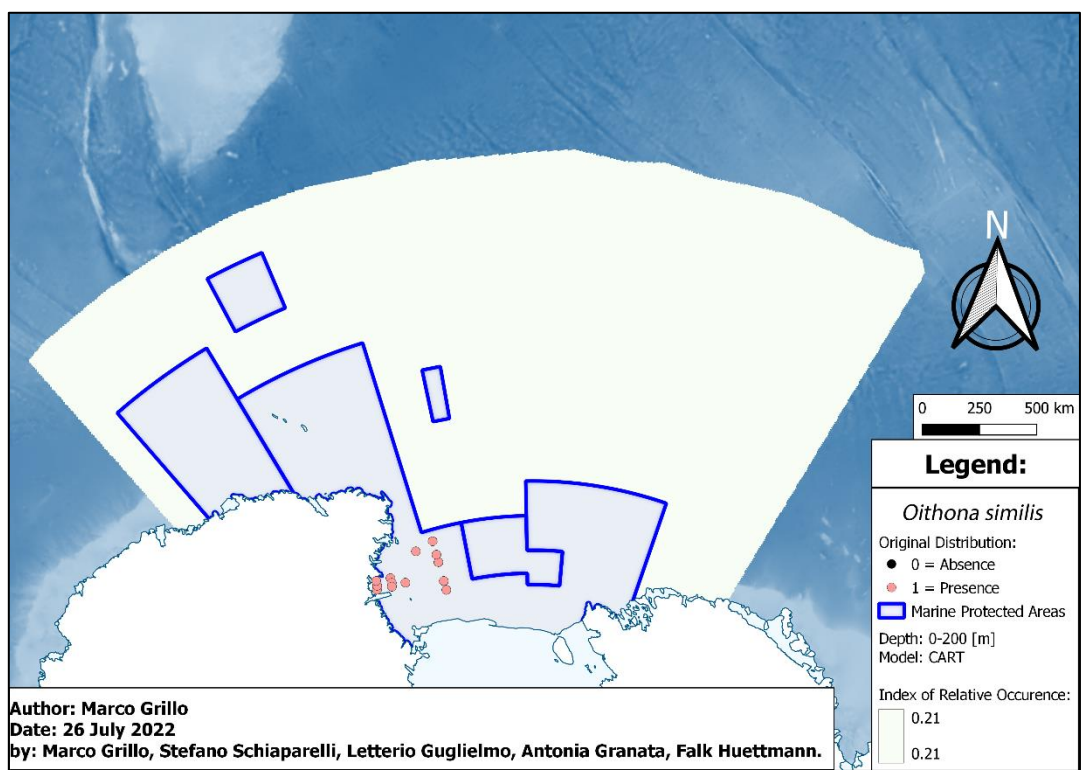 N
0 250 500 km
Legend:
Oithona similis
Original Distribution:
0 = Absence
1 = Presence
Marine Protected Areas
Depth: 0-200 [m]
Model: CART
Index of Relative Occurence:
0.21
0.21
Author: Marco Grillo
Date: 26 July 2022
by: Marco Grillo, Stefano Schiaparelli, Letterio Guglielmo, Antonia Granata, Falk Huettmann.